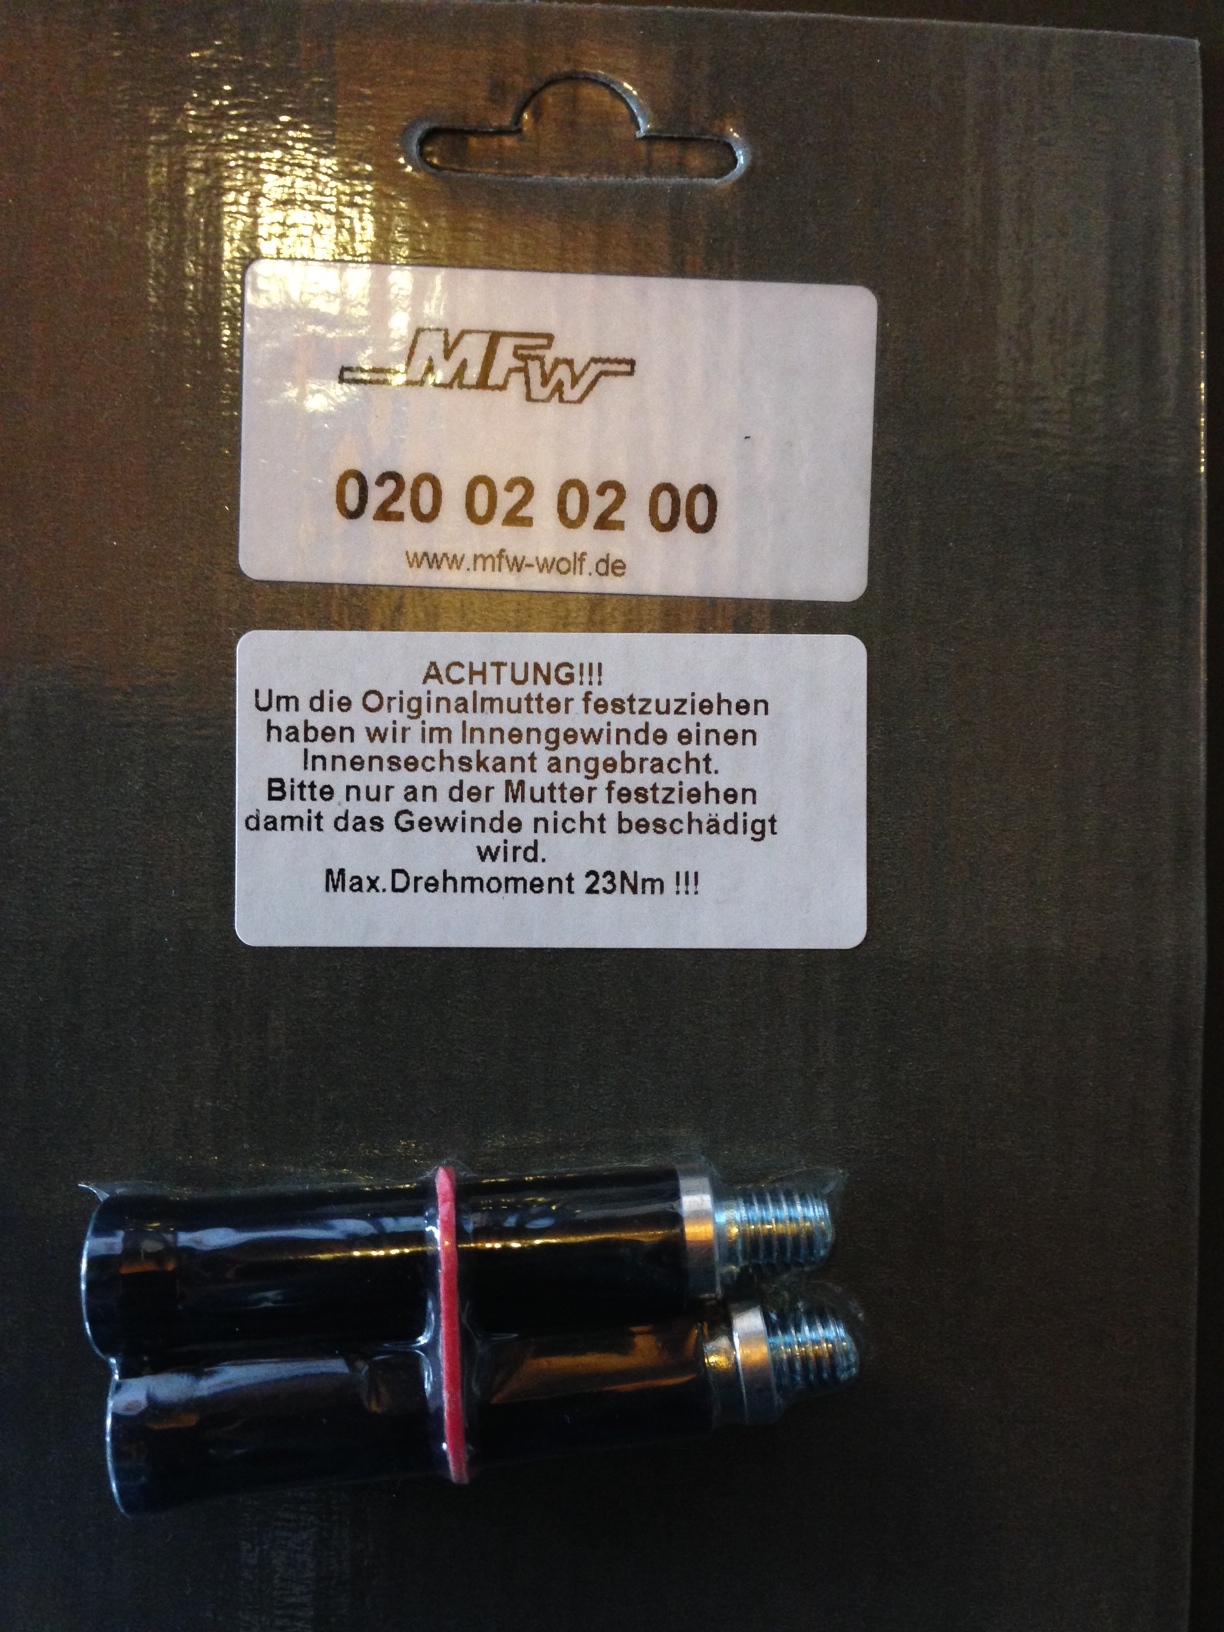 MFW
020 02 02 00
www.mfw-wolf.de
ACHTUNG!!!
Um die Originalmutter festzuziehen
haben wir im Innengewinde einen
Innensechskant angebracht.
Bitte nur an der Mutter festziehen
damit das Gewinde nicht beschädigt
wird.
Max.Drehmoment 23Nm !!!